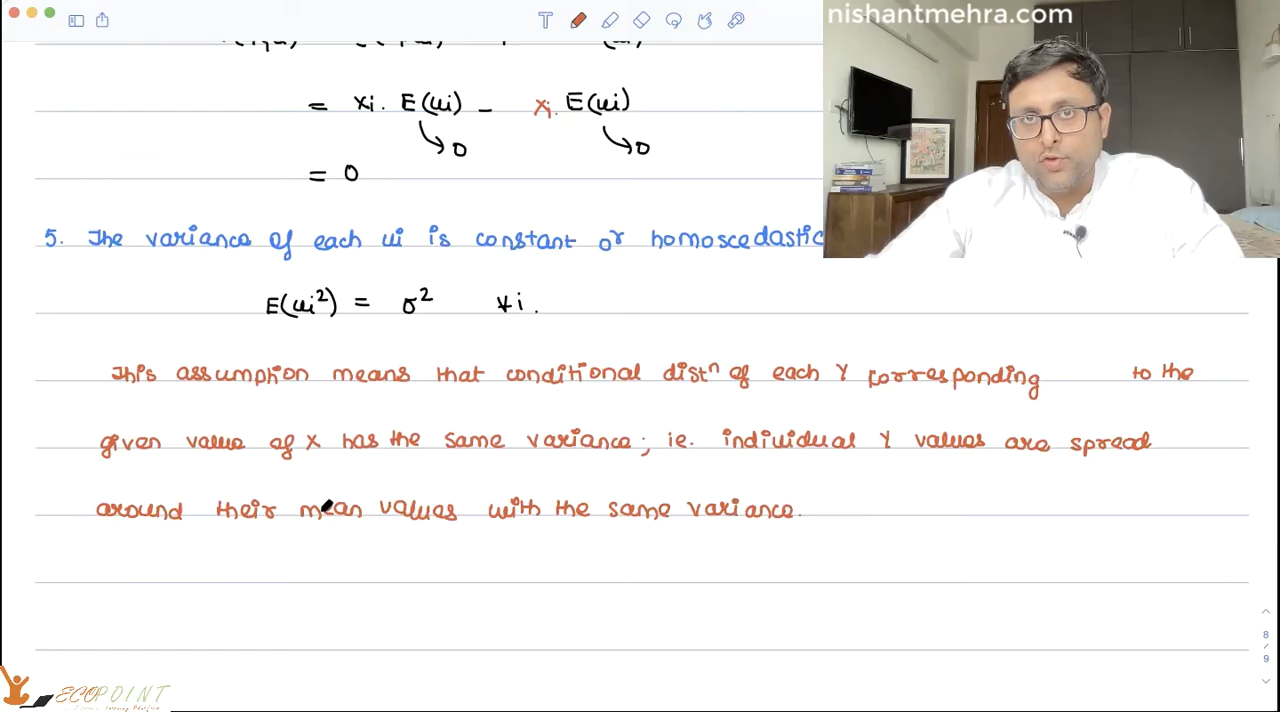 nishantmehra.com
= xi. E(ui) - xi. E(ui)
↳0 ↳0
= 0
5. The variance of each ui is constant or homoscedastic
E(ui²) = σ² ∀i.
This assumption means that conditional distⁿ of each Y corresponding to the
given value of X has the same variance; ie. individual Y values are spread
around their mean values with the same variance.
8
/
9
ECOPOINT